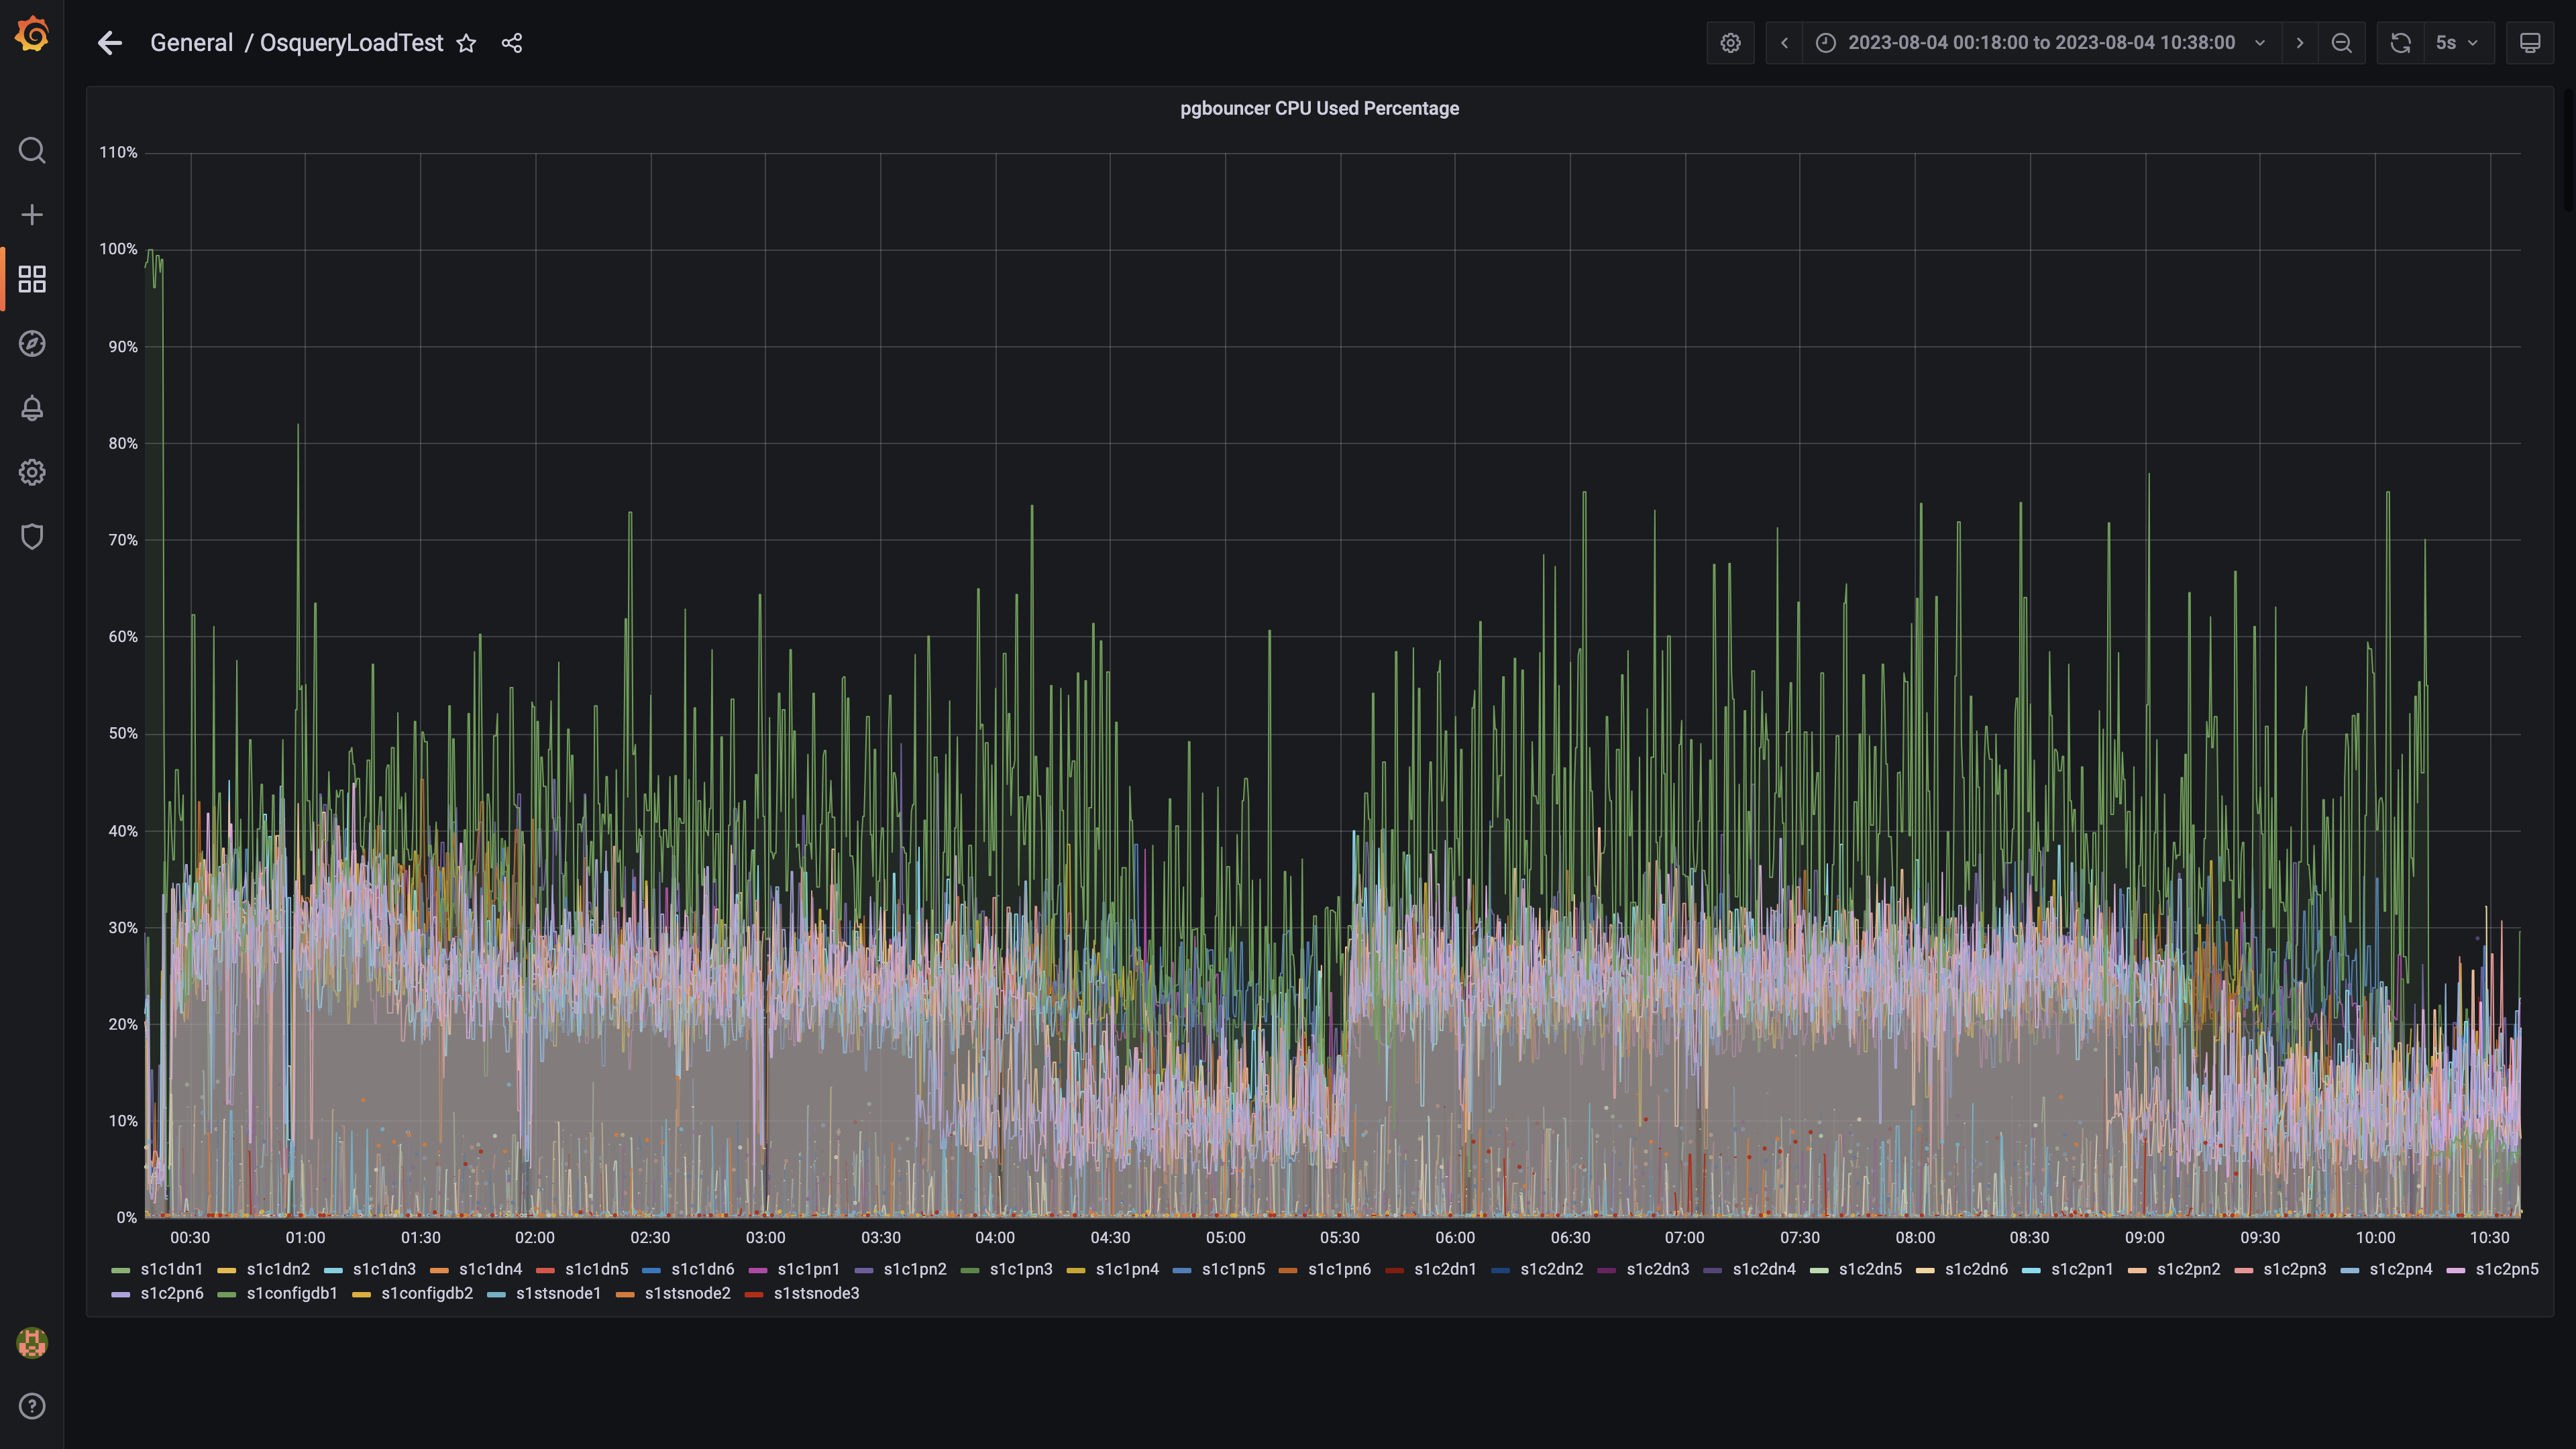 General / OsqueryLoadTest
2023-08-04 00:18:00 to 2023-08-04 10:38:00
5s
pgbouncer CPU Used Percentage
110%
100%
90%
80%
70%
60%
50%
40%
30%
20%
10%
0%
00:30 01:00 01:30 02:00 02:30 03:00 03:30 04:00 04:30 05:00 05:30 06:00 06:30 07:00 07:30 08:00 08:30 09:00 09:30 10:00 10:30
s1c1dn1 s1c1dn2 s1c1dn3 s1c1dn4 s1c1dn5 s1c1dn6 s1c1pn1 s1c1pn2 s1c1pn3 s1c1pn4 s1c1pn5 s1c1pn6 s1c2dn1 s1c2dn2 s1c2dn3 s1c2dn4 s1c2dn5 s1c2dn6 s1c2pn1 s1c2pn2 s1c2pn3 s1c2pn4 s1c2pn5
s1c2pn6 s1configdb1 s1configdb2 s1stsnode1 s1stsnode2 s1stsnode3